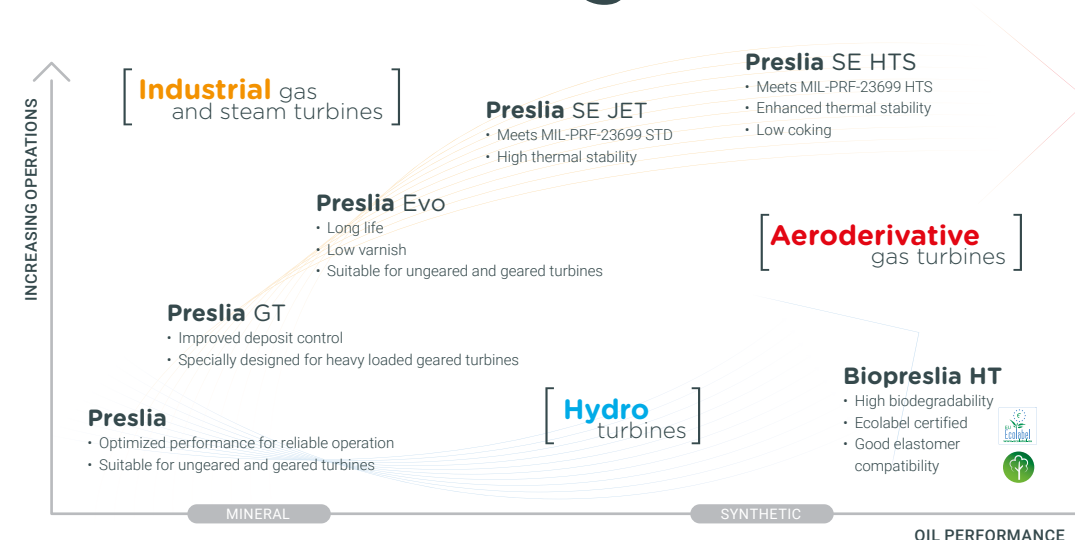 INCREASING OPERATIONS
[Industrial gas
and steam turbines]
Preslia SE HTS
• Meets MIL-PRF-23699 HTS
• Enhanced thermal stability
• Low coking
Preslia SE JET
• Meets MIL-PRF-23699 STD
• High thermal stability
Preslia Evo
• Long life
• Low varnish
• Suitable for ungeared and geared turbines
[Aeroderivative
gas turbines]
Preslia GT
• Improved deposit control
• Specially designed for heavy loaded geared turbines
Biopreslia HT
• High biodegradability
• Ecolabel certified
• Good elastomer
compatibility
Ecolabel
[Hydro
turbines]
Preslia
• Optimized performance for reliable operation
• Suitable for ungeared and geared turbines
MINERAL
SYNTHETIC
OIL PERFORMANCE